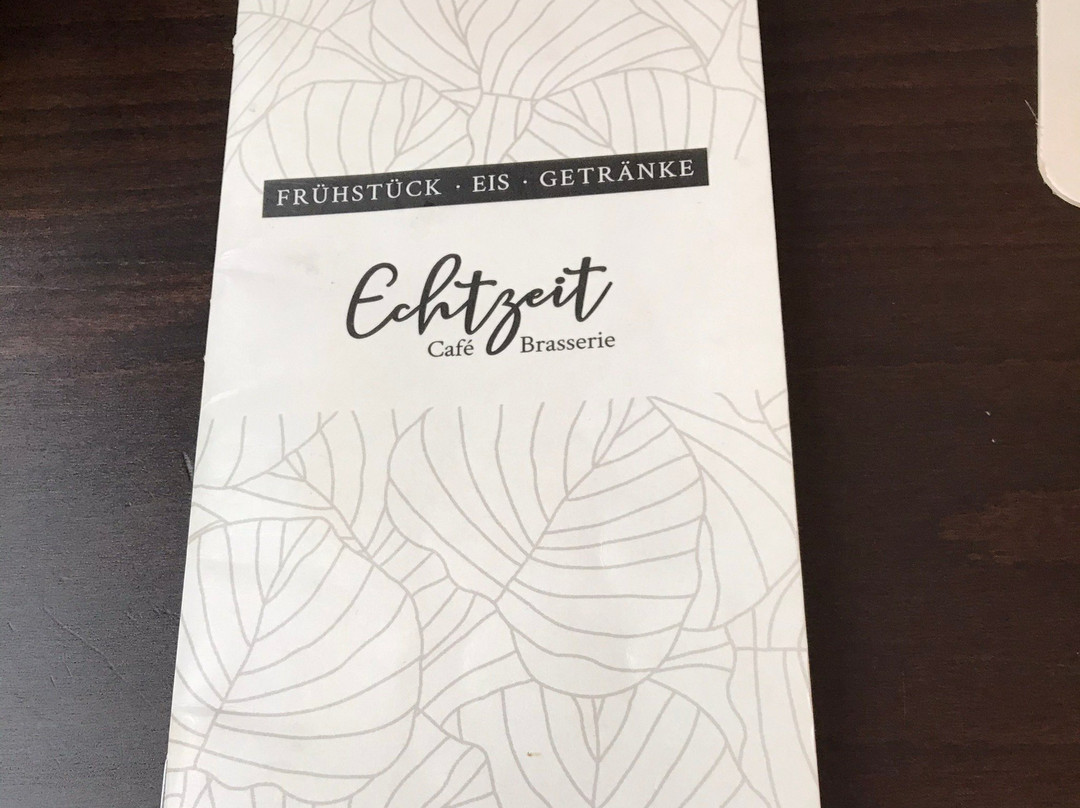 FRÜHSTÜCK · EIS · GETRÄNKE
Echtzeit
Café Brasserie